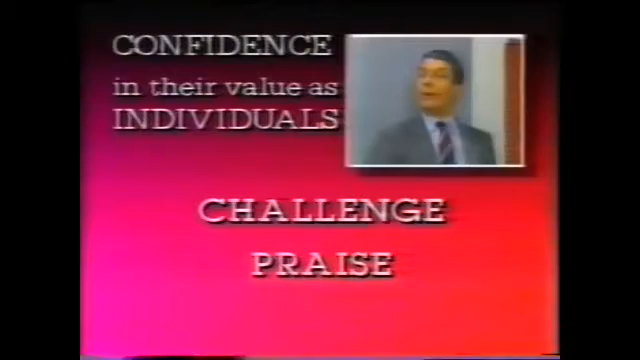 CONFIDENCE
in their value as
INDIVIDUALS
CHALLENGE
PRAISE